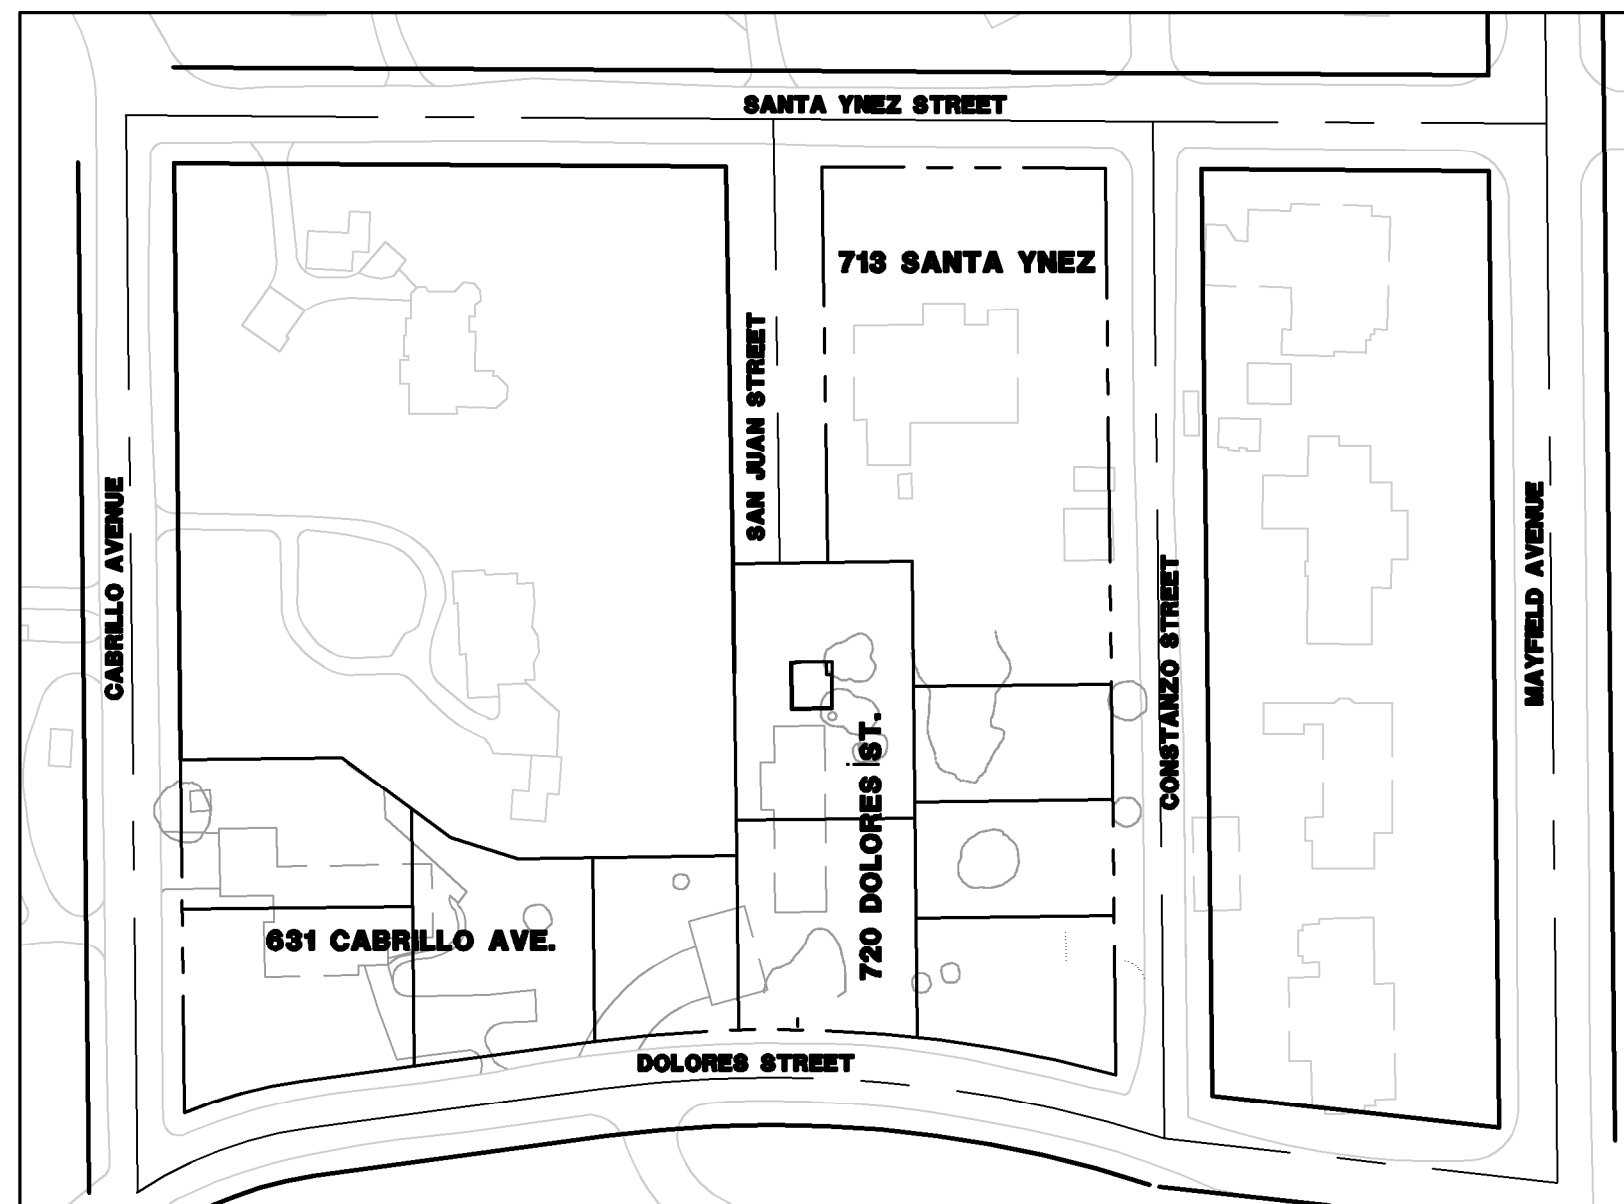 SANTA YNEZ STREET
713 SANTA YNEZ
SAN JUAN STREET
CABRILLO AVENUE
MAYFIELD AVENUE
CONSTANZO STREET
720 DOLORES ST.
631 CABRILLO AVE.
DOLORES STREET